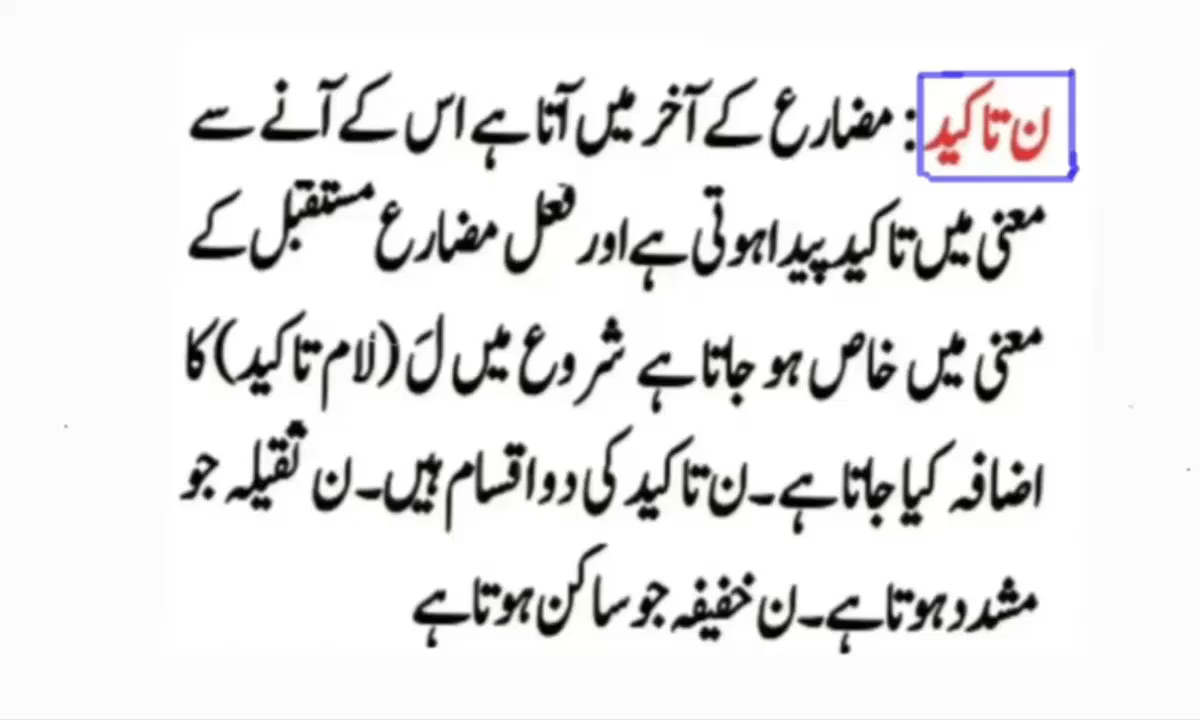 ن تاکید: مضارع کے آخر میں آتا ہے اس کے آنے سے
معنی میں تاکید پیدا ہوتی ہے اور فعل مضارع مستقبل کے
معنی میں خاص ہو جاتا ہے شروع میں لَ (لام تاکید) کا
اضافہ کیا جاتا ہے۔ ن تاکید کی دو اقسام ہیں۔ ن ثقیلہ جو
مشدد ہوتا ہے۔ ن خفیفہ جو ساکن ہوتا ہے